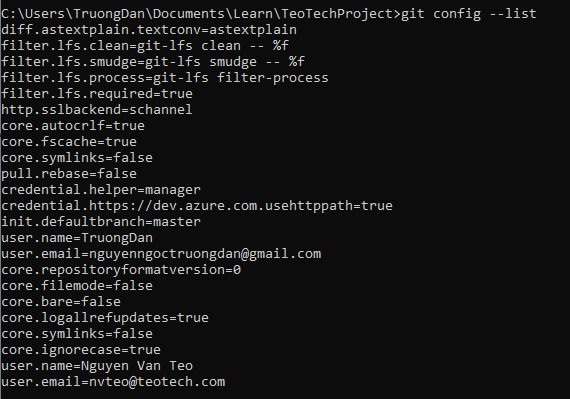 C:\Users\TruongDan\Documents\Learn\TeoTechProject>git config --list
diff.astextplain.textconv=astextplain
filter.lfs.clean=git-lfs clean -- %f
filter.lfs.smudge=git-lfs smudge -- %f
filter.lfs.process=git-lfs filter-process
filter.lfs.required=true
http.sslbackend=schannel
core.autocrlf=true
core.fscache=true
core.symlinks=false
pull.rebase=false
credential.helper=manager
credential.https://dev.azure.com.usehttppath=true
init.defaultbranch=master
user.name=TruongDan
user.email=nguyenngoctruongdan@gmail.com
core.repositoryformatversion=0
core.filemode=false
core.bare=false
core.logallrefupdates=true
core.symlinks=false
core.ignorecase=true
user.name=Nguyen Van Teo
user.email=nvteo@teotech.com